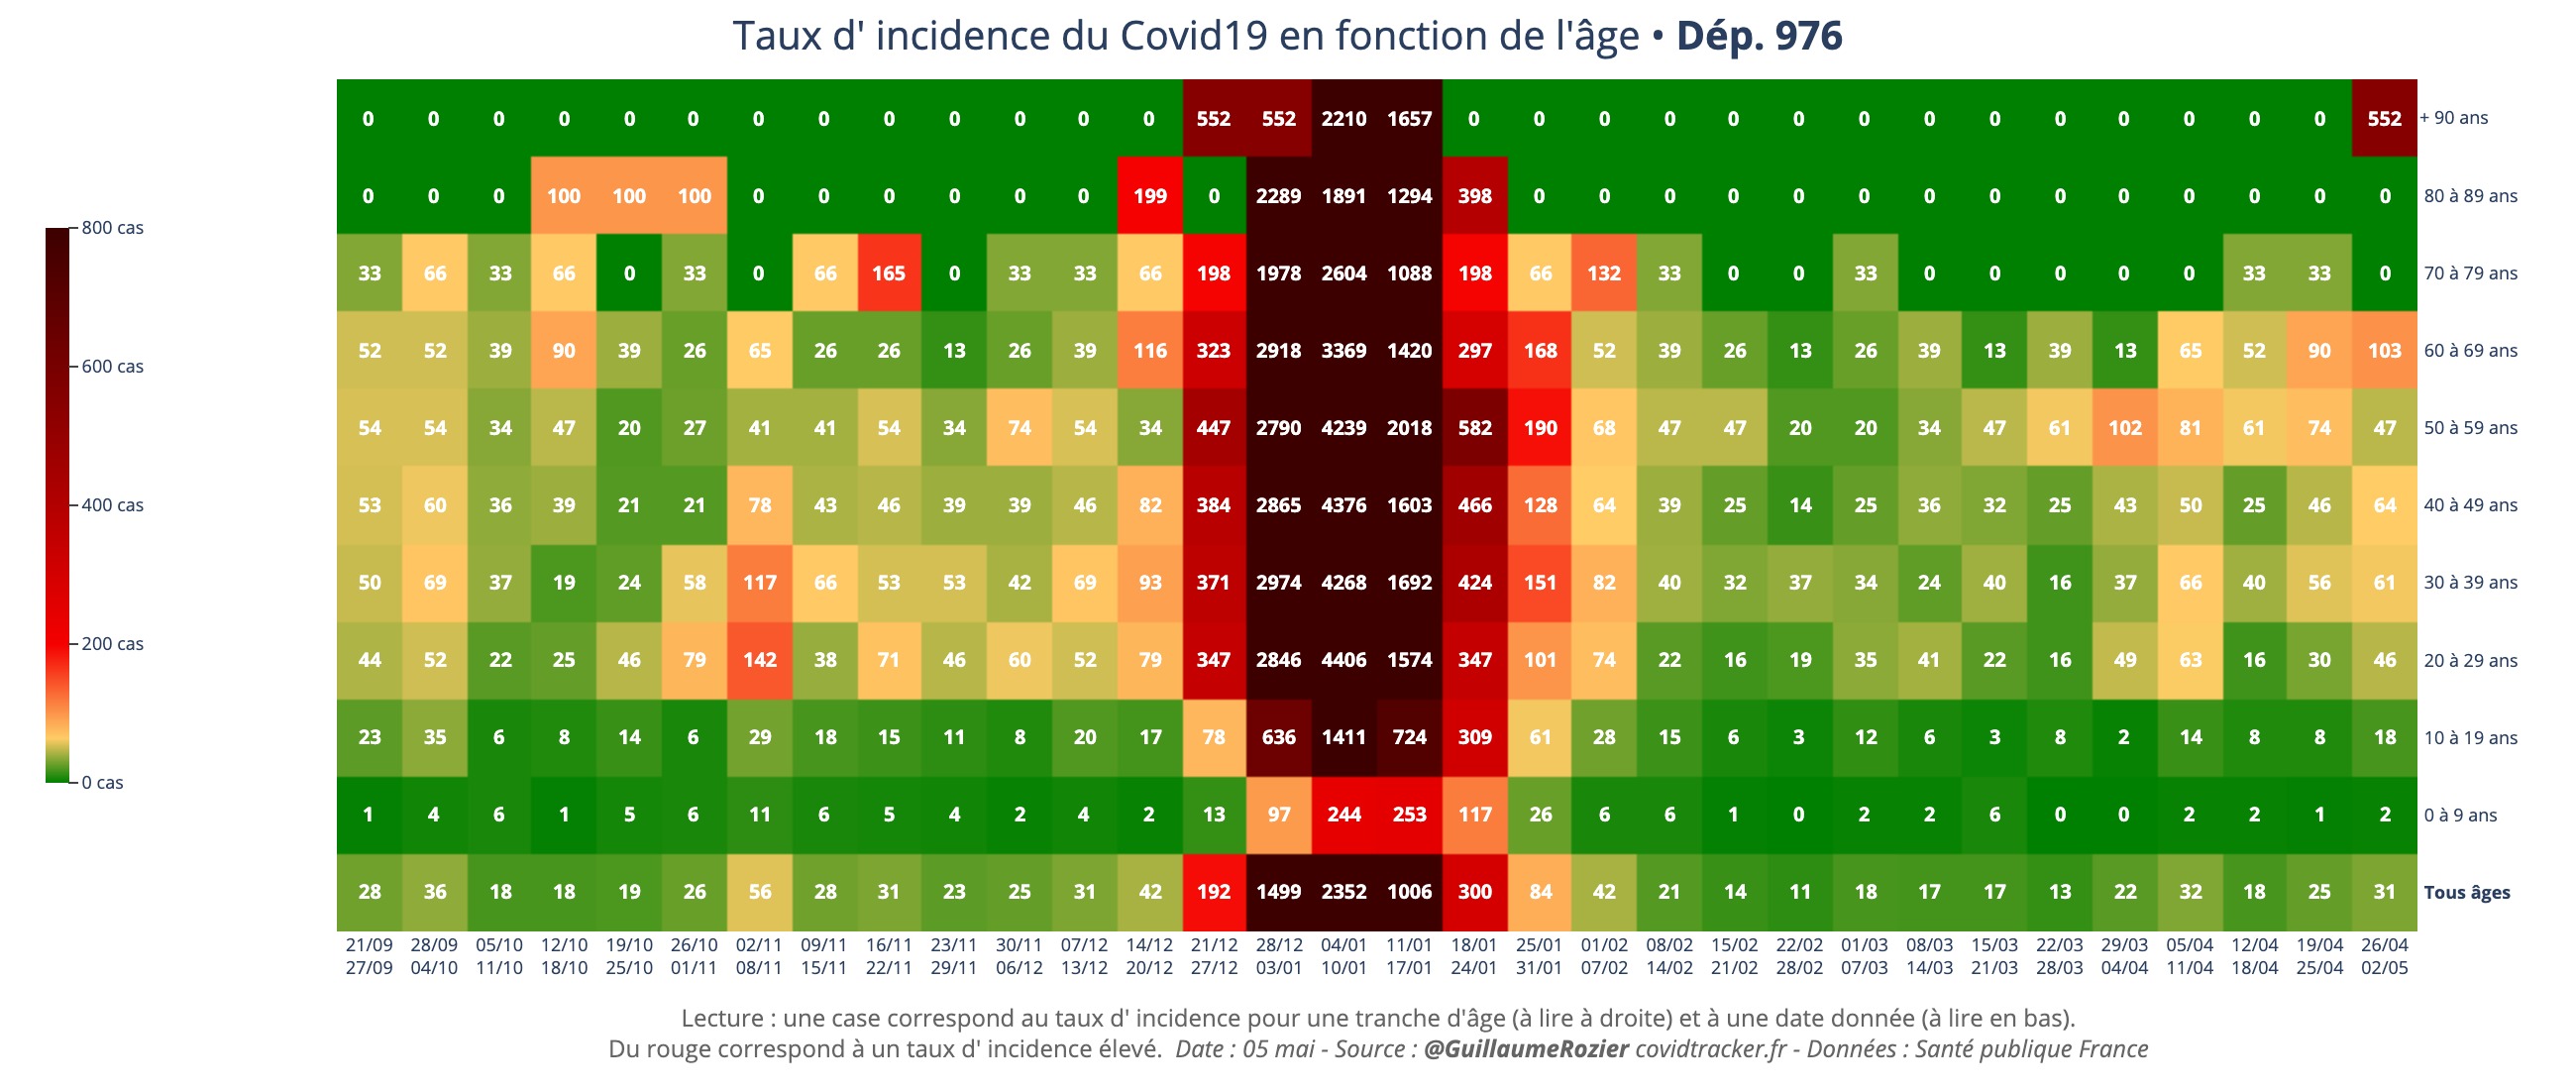 Taux d' incidence du Covid19 en fonction de l'âge • Dép. 976
800 cas
600 cas
400 cas
200 cas
0 cas
0 0 0 0 0 0 0 0 0 0 0 0 0 552 552 2210 1657 0 0 0 0 0 0 0 0 0 0 0 0 0 0 552 + 90 ans
0 0 0 100 100 100 0 0 0 0 0 0 199 0 2289 1891 1294 398 0 0 0 0 0 0 0 0 0 0 0 0 0 0 80 à 89 ans
33 66 33 66 0 33 0 66 165 0 33 33 66 198 1978 2604 1088 198 66 132 33 0 0 33 0 0 0 0 0 33 33 0 70 à 79 ans
52 52 39 90 39 26 65 26 26 13 26 39 116 323 2918 3369 1420 297 168 52 39 26 13 26 39 13 39 13 65 52 90 103 60 à 69 ans
54 54 34 47 20 27 41 41 54 34 74 54 34 447 2790 4239 2018 582 190 68 47 47 20 20 34 47 61 102 81 61 74 47 50 à 59 ans
53 60 36 39 21 21 78 43 46 39 39 46 82 384 2865 4376 1603 466 128 64 39 25 14 25 36 32 25 43 50 25 46 64 40 à 49 ans
50 69 37 19 24 58 117 66 53 53 42 69 93 371 2974 4268 1692 424 151 82 40 32 37 34 24 40 16 37 66 40 56 61 30 à 39 ans
44 52 22 25 46 79 142 38 71 46 60 52 79 347 2846 4406 1574 347 101 74 22 16 19 35 41 22 16 49 63 16 30 46 20 à 29 ans
23 35 6 8 14 6 29 18 15 11 8 20 17 78 636 1411 724 309 61 28 15 6 3 12 6 3 8 2 14 8 8 18 10 à 19 ans
1 4 6 1 5 6 11 6 5 4 2 4 2 13 97 244 253 117 26 6 6 1 0 2 2 6 0 0 2 2 1 2 0 à 9 ans
28 36 18 18 19 26 56 28 31 23 25 31 42 192 1499 2352 1006 300 84 42 21 14 11 18 17 17 13 22 32 18 25 31 Tous âges
21/09 28/09 05/10 12/10 19/10 26/10 02/11 09/11 16/11 23/11 30/11 07/12 14/12 21/12 28/12 04/01 11/01 18/01 25/01 01/02 08/02 15/02 22/02 01/03 08/03 15/03 22/03 29/03 05/04 12/04 19/04 26/04
27/09 04/10 11/10 18/10 25/10 01/11 08/11 15/11 22/11 29/11 06/12 13/12 20/12 27/12 03/01 10/01 17/01 24/01 31/01 07/02 14/02 21/02 28/02 07/03 14/03 21/03 28/03 04/04 11/04 18/04 25/04 02/05
Lecture : une case correspond au taux d' incidence pour une tranche d'âge (à lire à droite) et à une date donnée (à lire en bas).
Du rouge correspond à un taux d' incidence élevé. Date : 05 mai - Source : @GuillaumeRozier covidtracker.fr - Données : Santé publique France